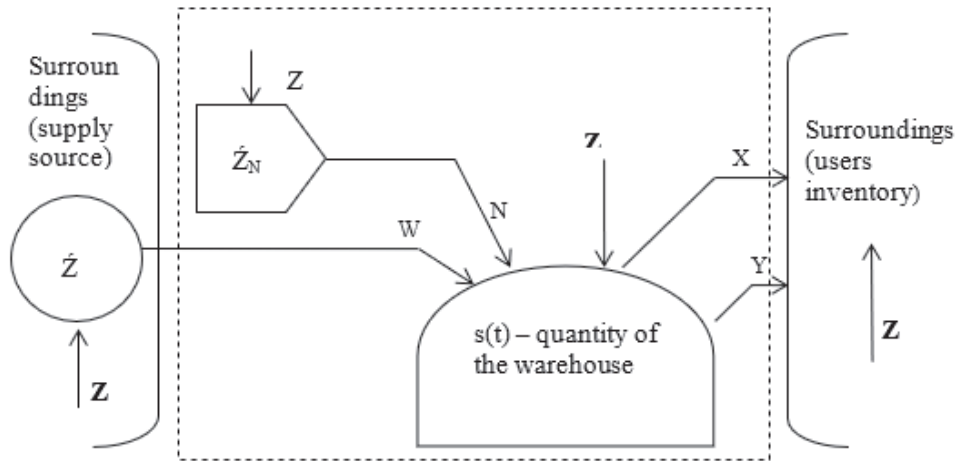 Surroun
dings
(supply
source)
Z
Ź_N
Z
X
Surroundings
(users
inventory)
N
W
Y
Ź
s(t) – quantity of
the warehouse
Z
Z